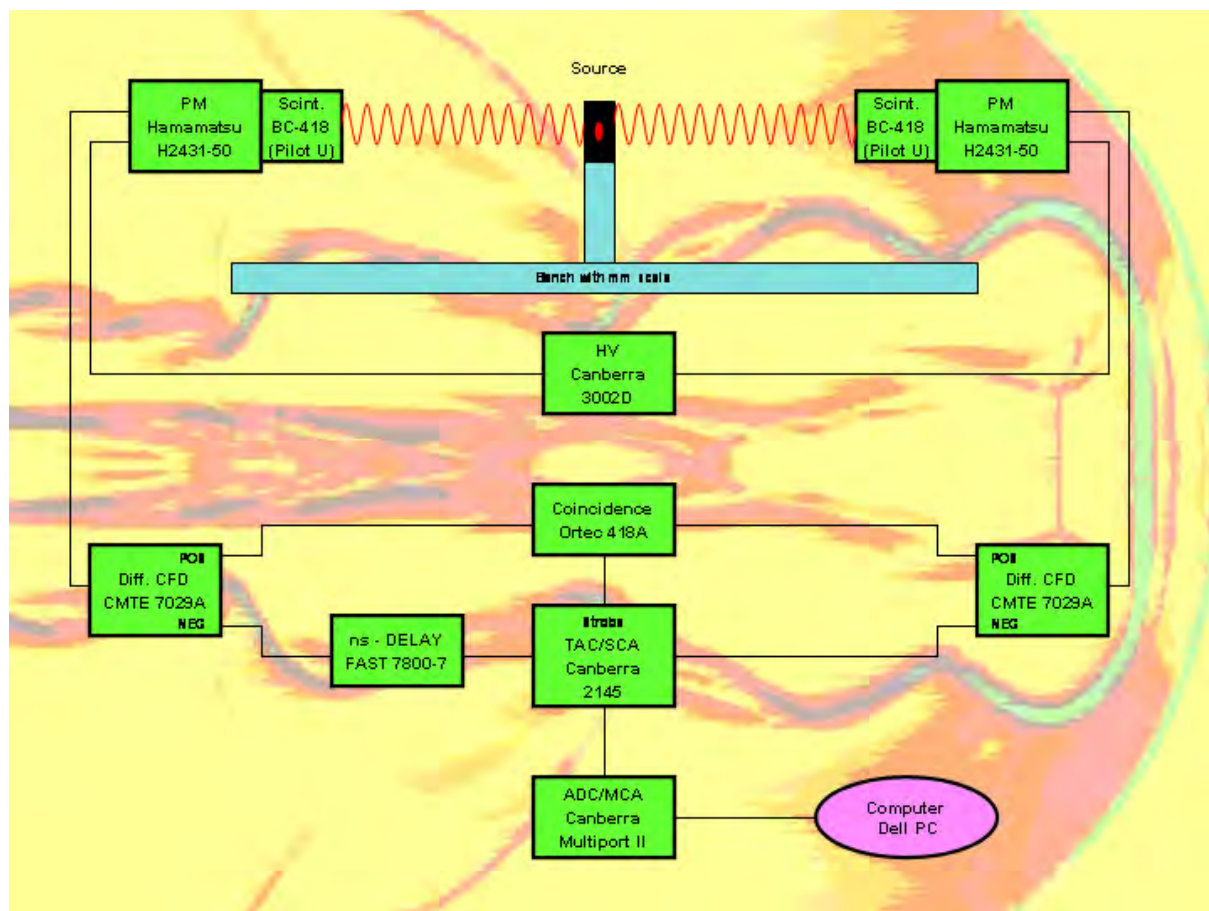 Source
PM
Hamamatsu
H2431-50
Scint.
BC-418
(Pilot U)
Scint.
BC-418
(Pilot U)
PM
Hamamatsu
H2431-50
Bench with mm scale
HV
Canberra
3002D
Coincidence
Ortec 418A
POS
Diff. CFD
CMTE 7029A
NEG
POS
Diff. CFD
CMTE 7029A
NEG
ns - DELAY
FAST 7800-7
Strobe
TAC/SCA
Canberra
2145
ADC/MCA
Canberra
Multiport II
Computer
Dell PC